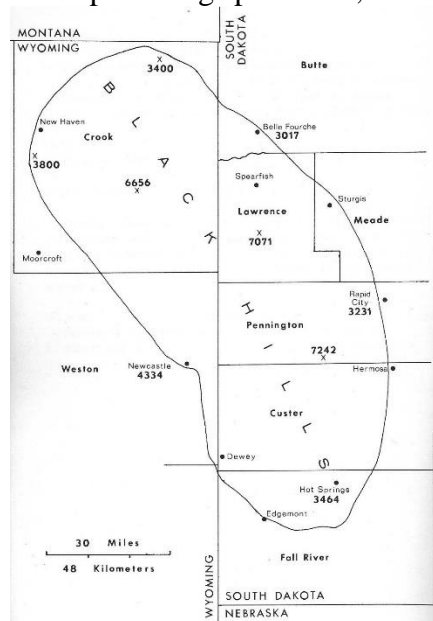 MONTANA
WYOMING
SOUTH
DAKOTA
Butte
X
3400
New Haven
Crook
X
3800
6656
X
Moorcroft
BLACK
Belle Fourche
3017
Spearfish
Lawrence
X
7071
Sturgis
Meade
Rapid
City
3231
Pennington
7242
X
HILLS
Hermosa
Weston
Newcastle
4334
Custer
Dewey
Hot Springs
3464
Edgemont
Fall River
30 Miles
48 Kilometers
WYOMING
SOUTH DAKOTA
NEBRASKA